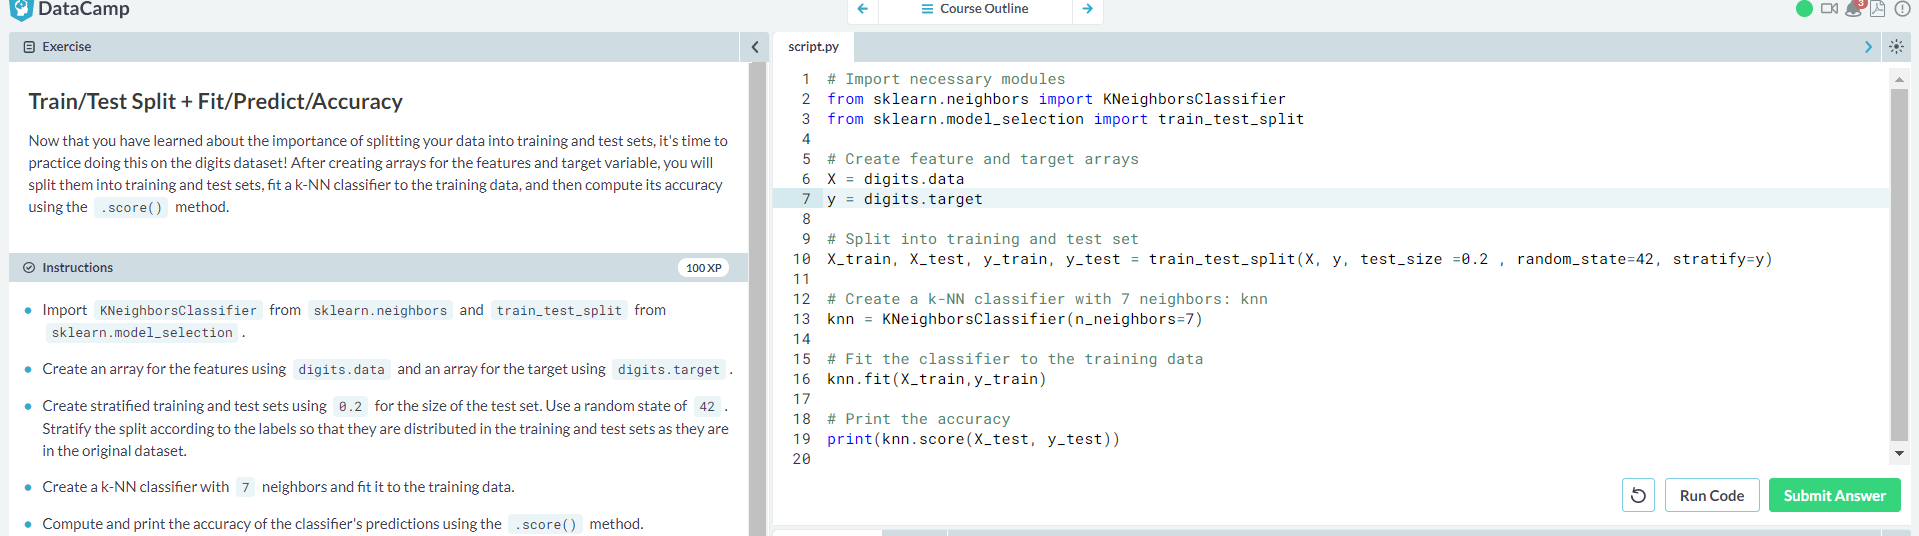 DataCamp
Course Outline
3
Exercise
Train/Test Split + Fit/Predict/Accuracy
Now that you have learned about the importance of splitting your data into training and test sets, it's time to
practice doing this on the digits dataset! After creating arrays for the features and target variable, you will
split them into training and test sets, fit a k-NN classifier to the training data, and then compute its accuracy
using the .score() method.
Instructions
100 XP
Import KNeighborsClassifier from sklearn.neighbors and train_test_split from
sklearn.model_selection .
Create an array for the features using digits.data and an array for the target using digits.target .
Create stratified training and test sets using 0.2 for the size of the test set. Use a random state of 42 .
Stratify the split according to the labels so that they are distributed in the training and test sets as they are
in the original dataset.
Create a k-NN classifier with 7 neighbors and fit it to the training data.
Compute and print the accuracy of the classifier's predictions using the .score() method.
script.py
1 # Import necessary modules
2 from sklearn.neighbors import KNeighborsClassifier
3 from sklearn.model_selection import train_test_split
4
5 # Create feature and target arrays
6 X = digits.data
7 y = digits.target
8
9 # Split into training and test set
10 X_train, X_test, y_train, y_test = train_test_split(X, y, test_size =0.2 , random_state=42, stratify=y)
11
12 # Create a k-NN classifier with 7 neighbors: knn
13 knn = KNeighborsClassifier(n_neighbors=7)
14
15 # Fit the classifier to the training data
16 knn.fit(X_train,y_train)
17
18 # Print the accuracy
19 print(knn.score(X_test, y_test))
20
Run Code
Submit Answer